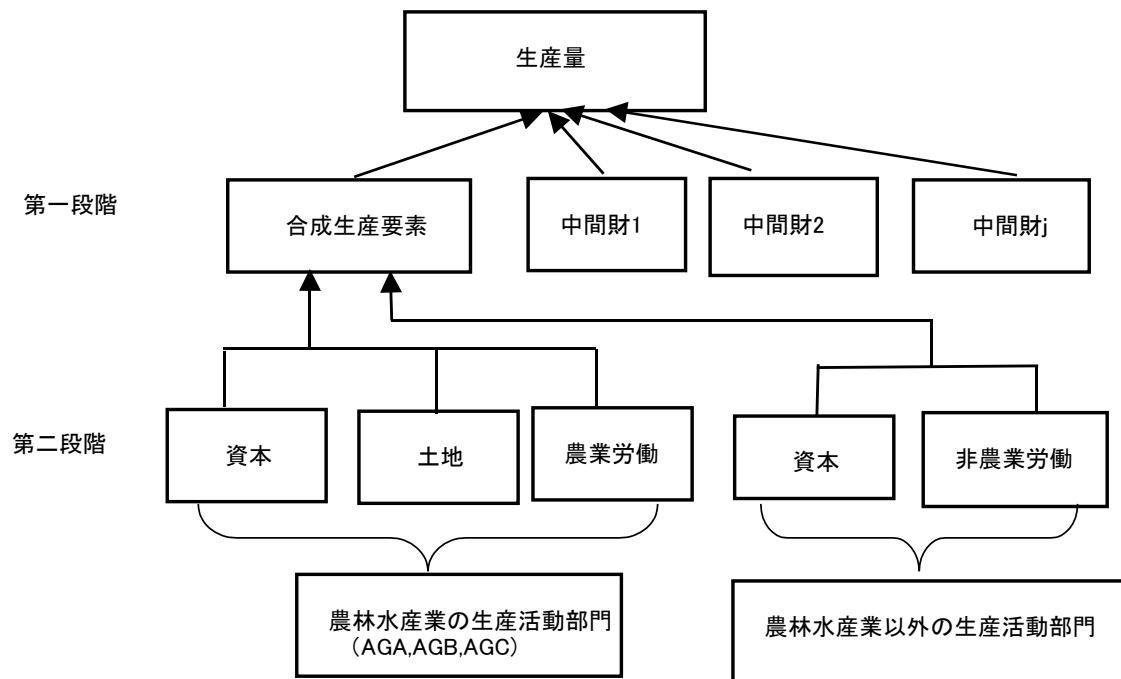 生産量
第一段階
合成生産要素
中間財1
中間財2
中間財j
第二段階
資本
土地
農業労働
資本
非農業労働
農林水産業の生産活動部門
（AGA,AGB,AGC）
農林水産業以外の生産活動部門